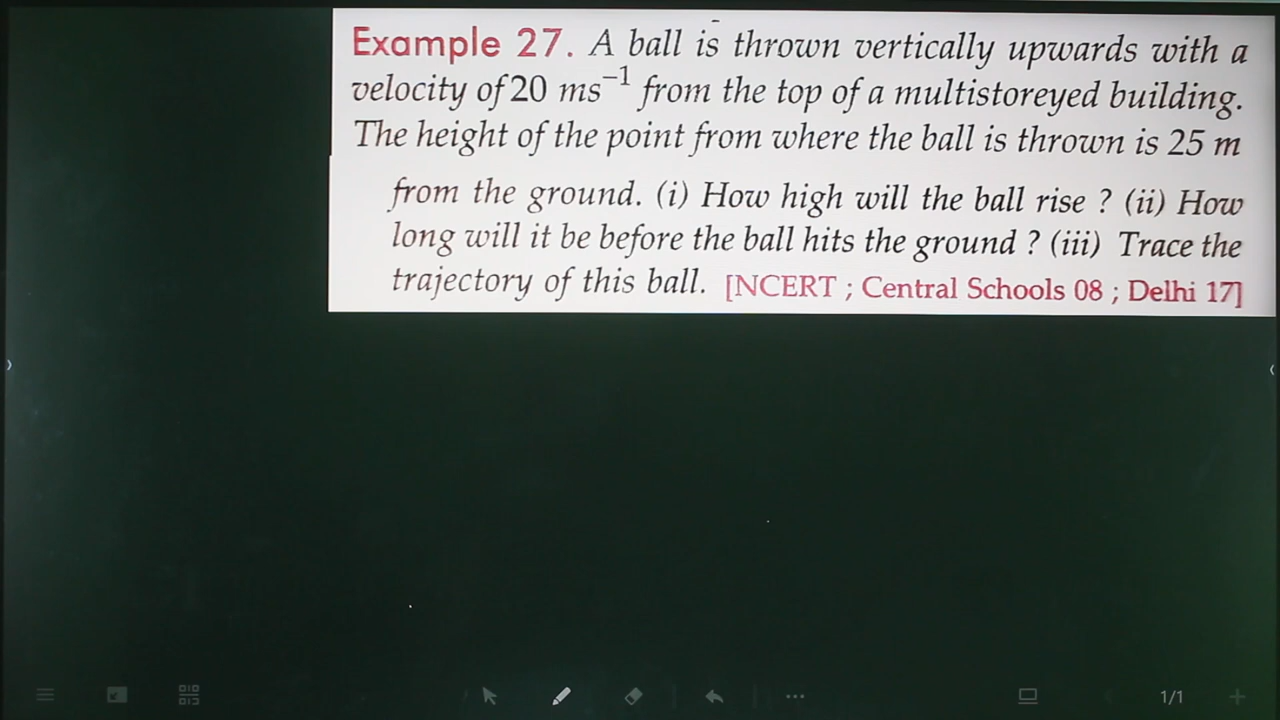 Example 27. A ball is thrown vertically upwards with a
velocity of 20 ms⁻¹ from the top of a multistoreyed building.
The height of the point from where the ball is thrown is 25 m
from the ground. (i) How high will the ball rise ? (ii) How
long will it be before the ball hits the ground ? (iii) Trace the
trajectory of this ball. [NCERT ; Central Schools 08 ; Delhi 17]
1/1